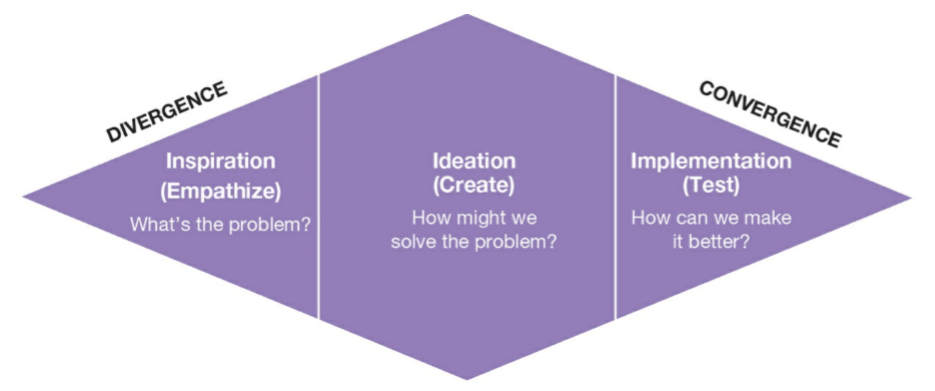 DIVERGENCE
CONVERGENCE
Inspiration
(Empathize)
What's the problem?
Ideation
(Create)
How might we
solve the problem?
Implementation
(Test)
How can we make
it better?